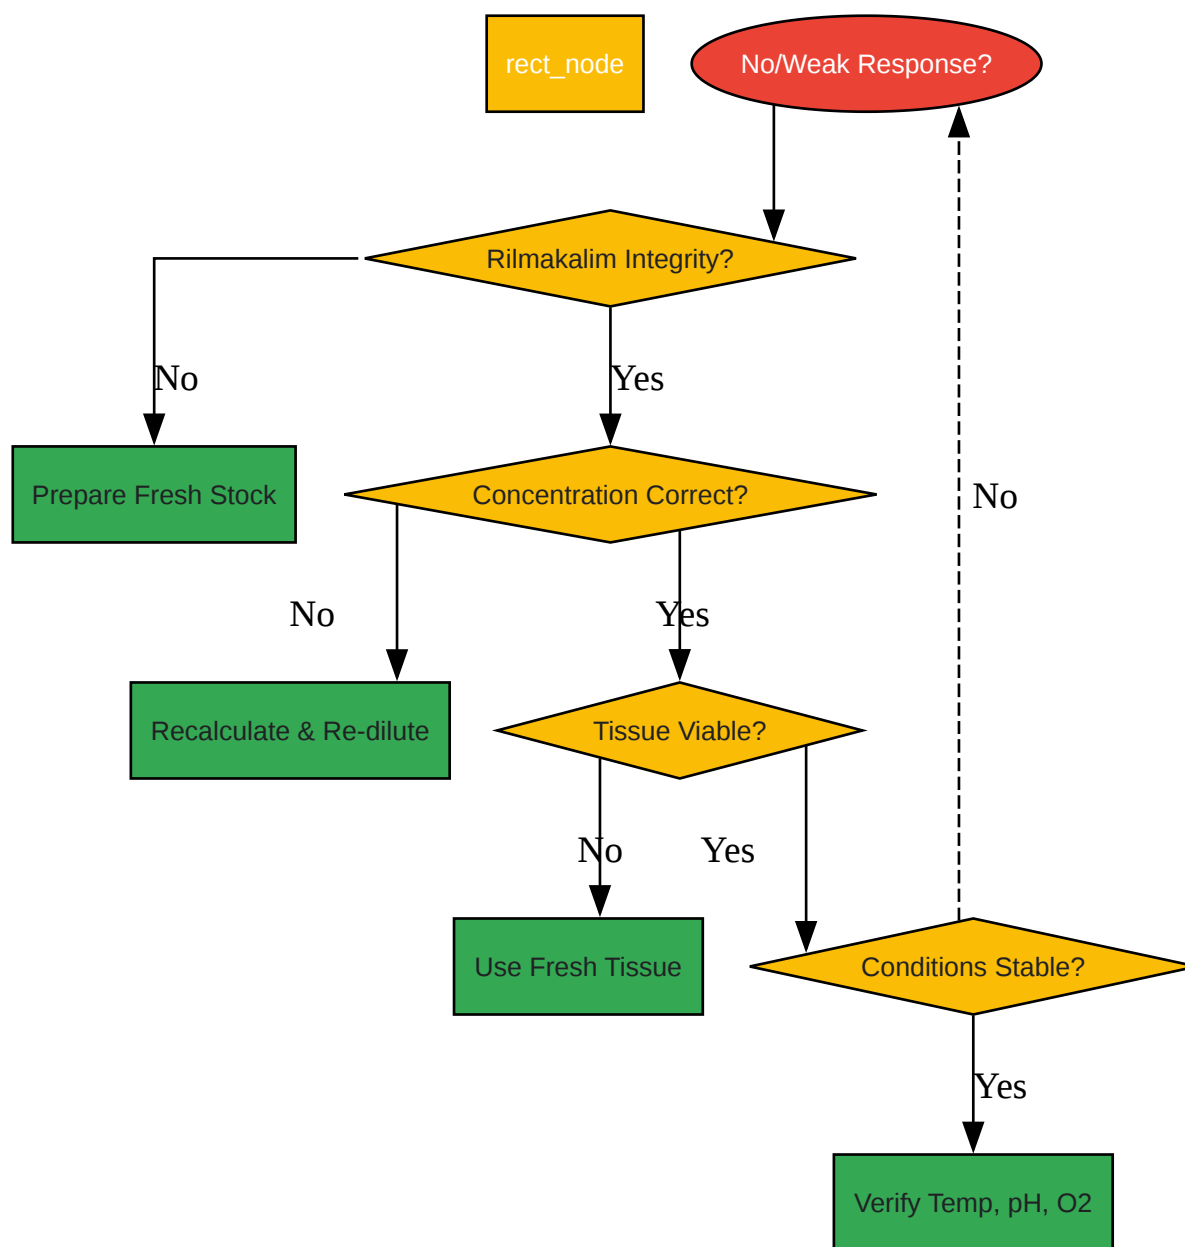 rect_node
No/Weak Response?
Rilmakalim Integrity?
No
Yes
Prepare Fresh Stock
Concentration Correct?
No
No
Yes
Recalculate & Re-dilute
Tissue Viable?
No
Yes
Use Fresh Tissue
Conditions Stable?
Yes
Verify Temp, pH, O2